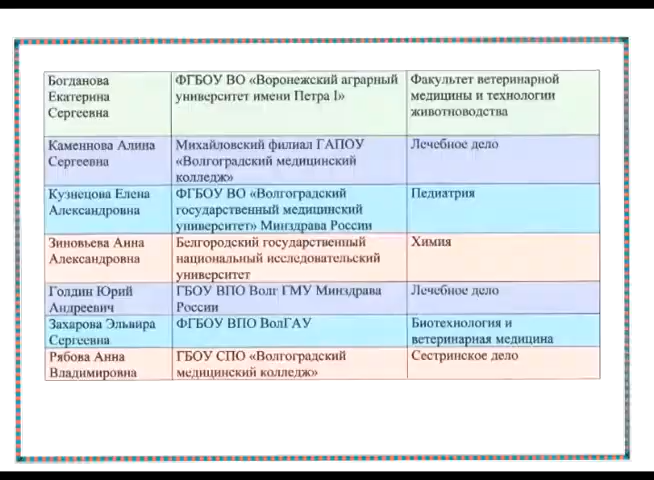 Богданова
Екатерина
Сергеевна
ФГБОУ ВО «Воронежский аграрный
университет имени Петра I»
Факультет ветеринарной
медицины и технологии
животноводства
Каменнова Алина
Сергеевна
Михайловский филиал ГАПОУ
«Волгоградский медицинский
колледж»
Лечебное дело
Кузнецова Елена
Александровна
ФГБОУ ВО «Волгоградский
государственный медицинский
университет» Минздрава России
Педиатрия
Зиновьева Анна
Александровна
Белгородский государственный
национальный исследовательский
университет
Химия
Голдин Юрий
Андреевич
ГБОУ ВПО Волг ГМУ Минздрава
России
Лечебное дело
Захарова Эльвира
Сергеевна
ФГБОУ ВПО ВолГАУ
Биотехнология и
ветеринарная медицина
Рябова Анна
Владимировна
ГБОУ СПО «Волгоградский
медицинский колледж»
Сестринское дело